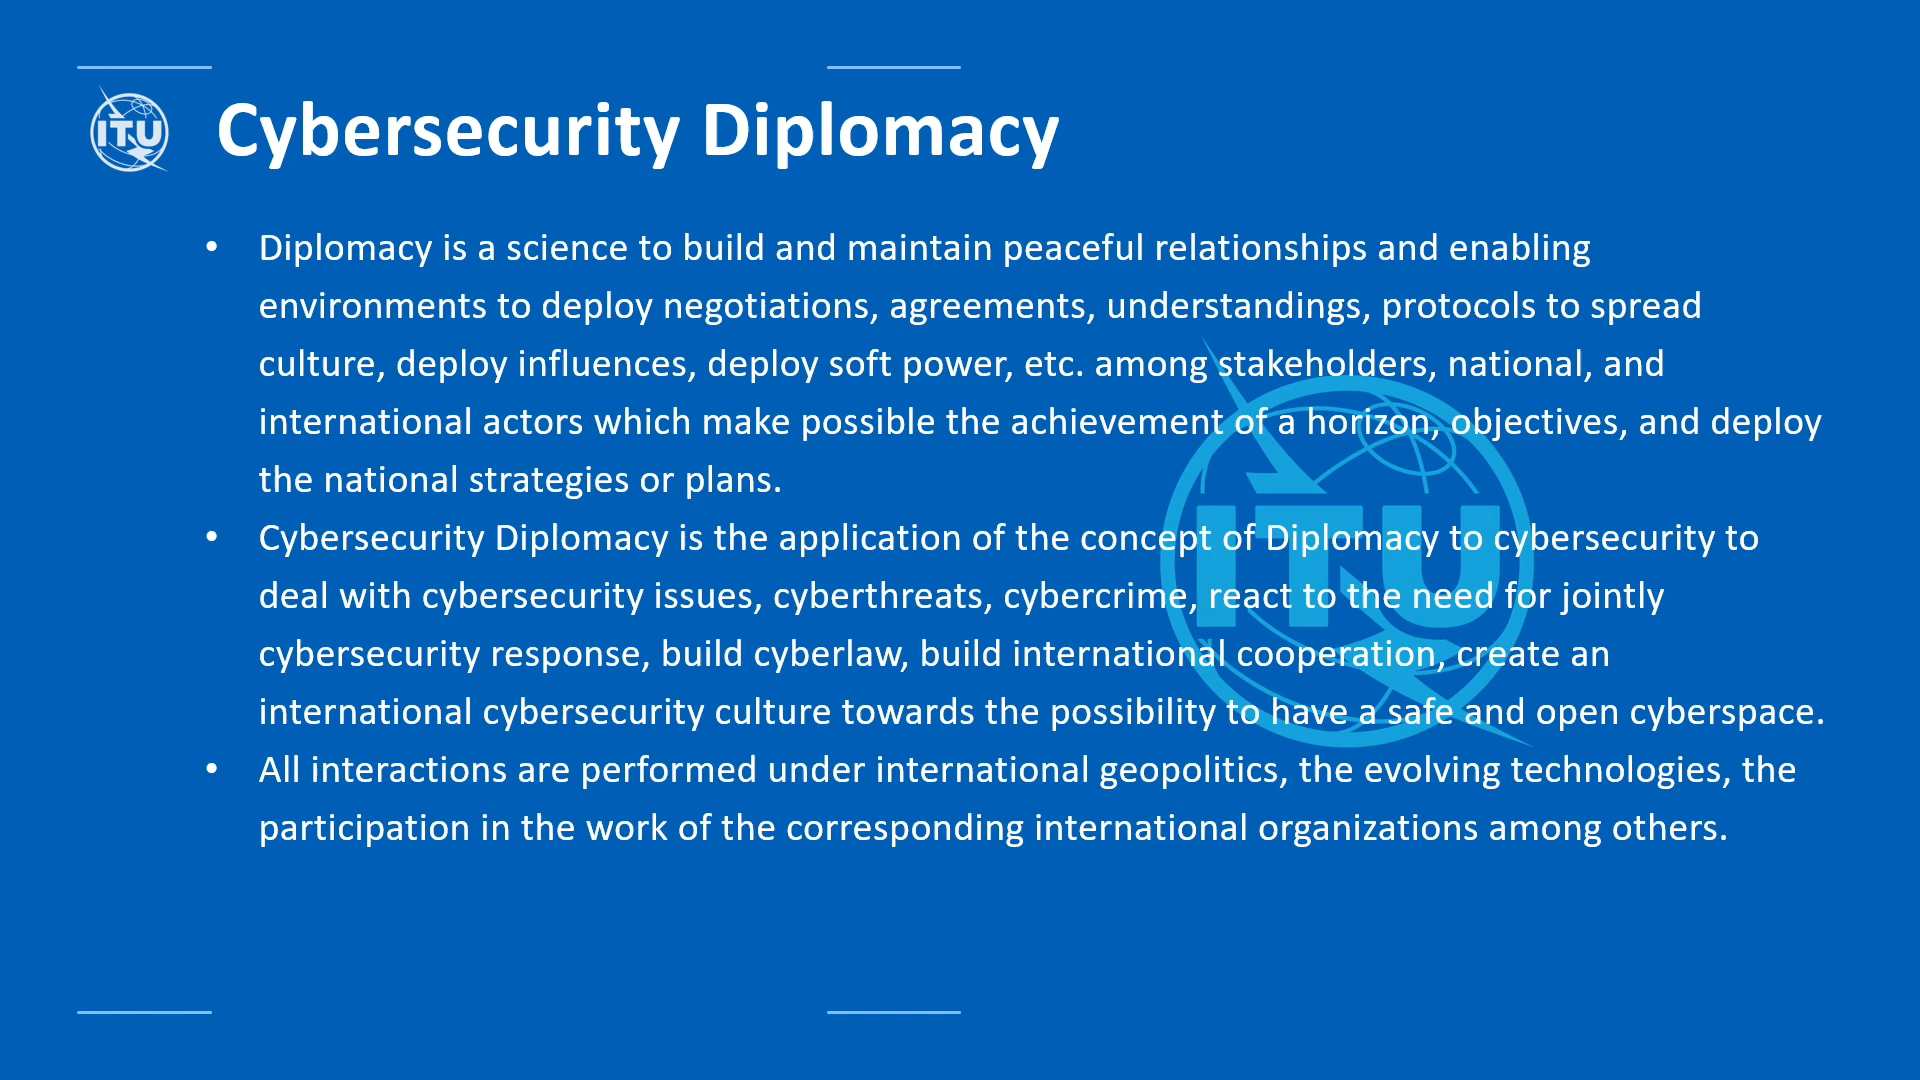 ITU
Cybersecurity Diplomacy
• Diplomacy is a science to build and maintain peaceful relationships and enabling
environments to deploy negotiations, agreements, understandings, protocols to spread
culture, deploy influences, deploy soft power, etc. among stakeholders, national, and
international actors which make possible the achievement of a horizon, objectives, and deploy
the national strategies or plans.
• Cybersecurity Diplomacy is the application of the concept of Diplomacy to cybersecurity to
deal with cybersecurity issues, cyberthreats, cybercrime, react to the need for jointly
cybersecurity response, build cyberlaw, build international cooperation, create an
international cybersecurity culture towards the possibility to have a safe and open cyberspace.
• All interactions are performed under international geopolitics, the evolving technologies, the
participation in the work of the corresponding international organizations among others.
ITU